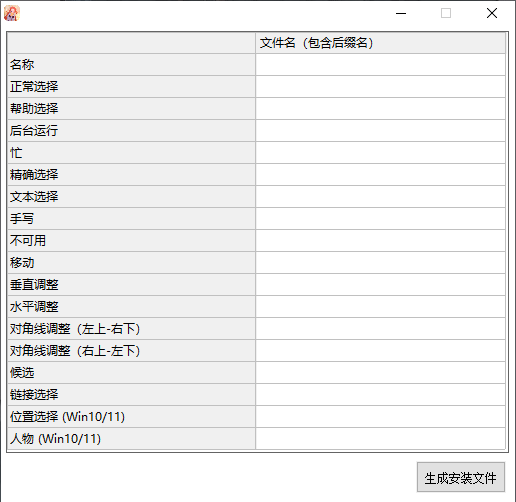 文件名（包含后缀名）
名称
正常选择
帮助选择
后台运行
忙
精确选择
文本选择
手写
不可用
移动
垂直调整
水平调整
对角线调整（左上-右下）
对角线调整（右上-左下）
候选
链接选择
位置选择 (Win10/11)
人物 (Win10/11)
生成安装文件